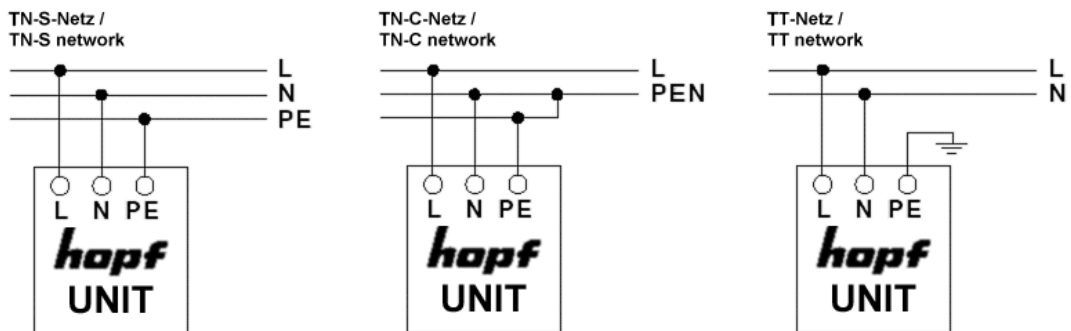 TN-S-Netz /
TN-S network
L
N
PE
L N PE
hopf
UNIT
TN-C-Netz /
TN-C network
L
PEN
L N PE
hopf
UNIT
TT-Netz /
TT network
L
N
L N PE
hopf
UNIT